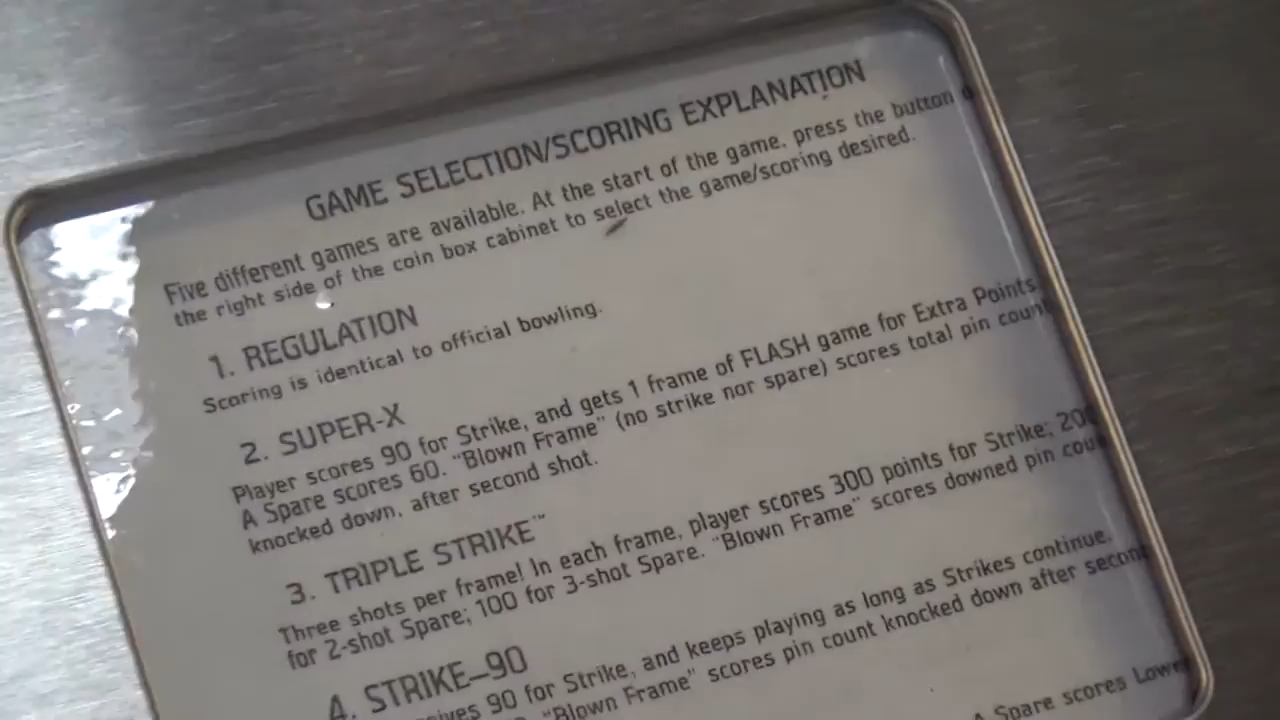 GAME SELECTION/SCORING EXPLANATION
Five different games are available. At the start of the game, press the button
the right side of the coin box cabinet to select the game/scoring desired.
1. REGULATION
Scoring is identical to official bowling.
2. SUPER-X
Player scores 90 for Strike, and gets 1 frame of FLASH game for Extra Points
A Spare scores 60. "Blown Frame" (no strike nor spare) scores total pin count
knocked down, after second shot.
3. TRIPLE STRIKE™
Three shots per frame! In each frame, player scores 300 points for Strike; 200
for 2-shot Spare; 100 for 3-shot Spare. "Blown Frame" scores downed pin
4. STRIKE-90
90 for Strike, and keeps playing as long as Strikes continue.
"Blown Frame" scores pin count knocked down after second
A Spare scores